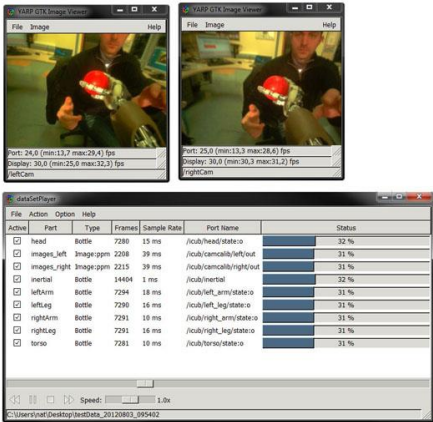 YARP GTK Image Viewer
File Image Help
Port: 24,0 (min:13,7 max:29,4) fps
Display: 30,0 (min:25,0 max:32,3) fps
/leftCam
YARP GTK Image Viewer
File Image Help
Port: 25,0 (min:13,3 max:28,6) fps
Display: 30,0 (min:30,3 max:31,2) fps
/rightCam
dataSetPlayer
File Action Option Help
Active Part Type Frames Sample Rate Port Name Status
head Bottle 7280 15 ms /icub/head/state:o 32 %
images_left Image:ppm 2208 39 ms /icub/camcalib/left/out 31 %
images_right Image:ppm 2215 39 ms /icub/camcalib/right/out 31 %
inertial Bottle 14404 1 ms /icub/inertial 32 %
leftArm Bottle 7294 18 ms /icub/left_arm/state:o 31 %
leftLeg Bottle 7290 16 ms /icub/left_leg/state:o 31 %
rightArm Bottle 7291 10 ms /icub/right_arm/state:o 31 %
rightLeg Bottle 7291 16 ms /icub/right_leg/state:o 31 %
torso Bottle 7281 10 ms /icub/torso/state:o 31 %
Speed: 1.0x
C:\Users\nat\Desktop\testData_20120803_095402